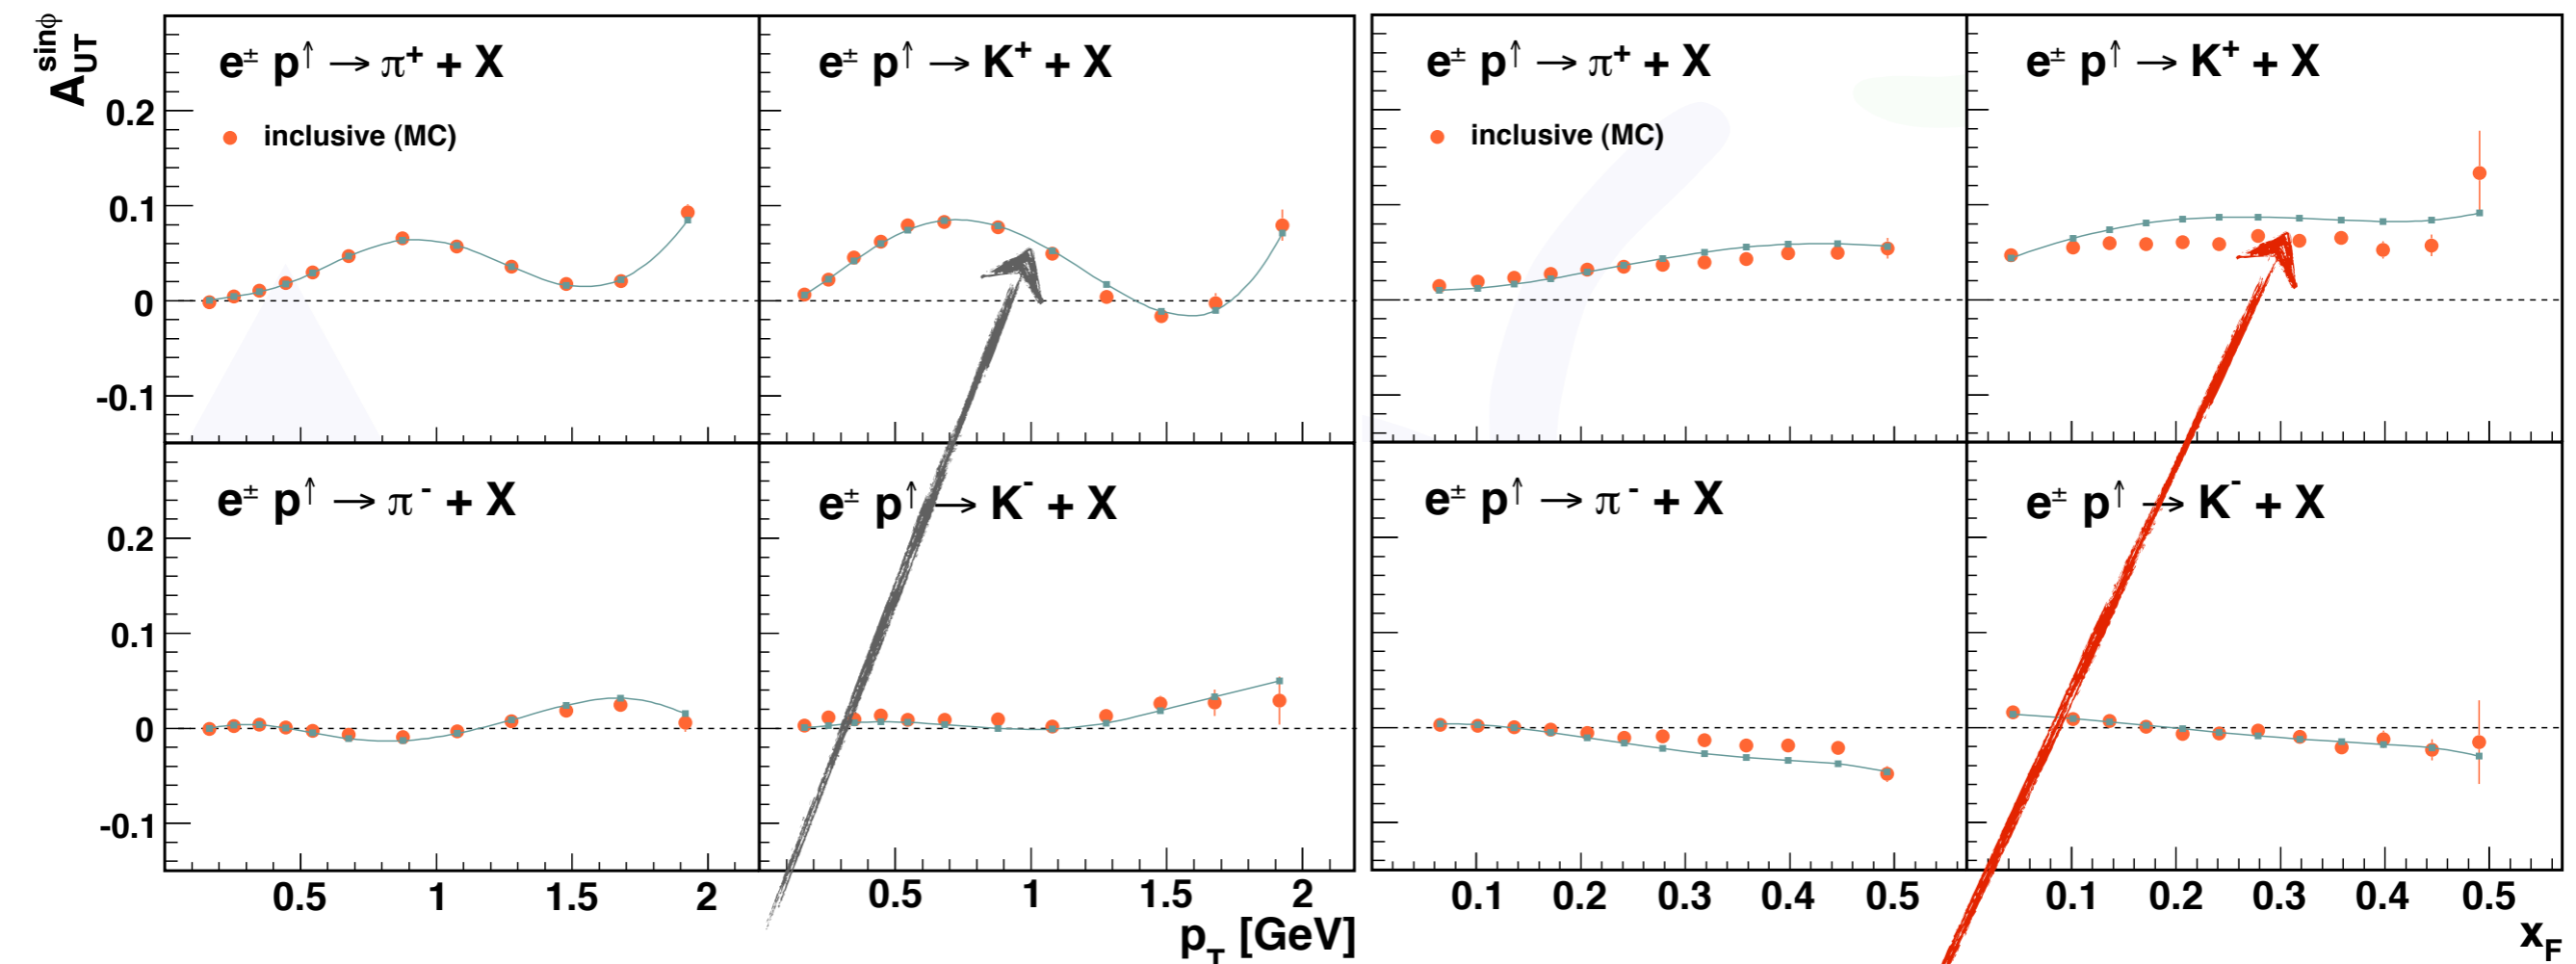 A_UT^sinϕ
e± p↑ → π+ + X
e± p↑ → K+ + X
e± p↑ → π+ + X
e± p↑ → K+ + X
inclusive (MC)
inclusive (MC)
0.2
0.1
0
-0.1
e± p↑ → π- + X
e± p↑ → K- + X
e± p↑ → π- + X
e± p↑ → K- + X
0.2
0.1
0
-0.1
0.5 1 1.5 2 0.5 1 1.5 2 0.1 0.2 0.3 0.4 0.5 0.1 0.2 0.3 0.4 0.5
p_T [GeV] x_F